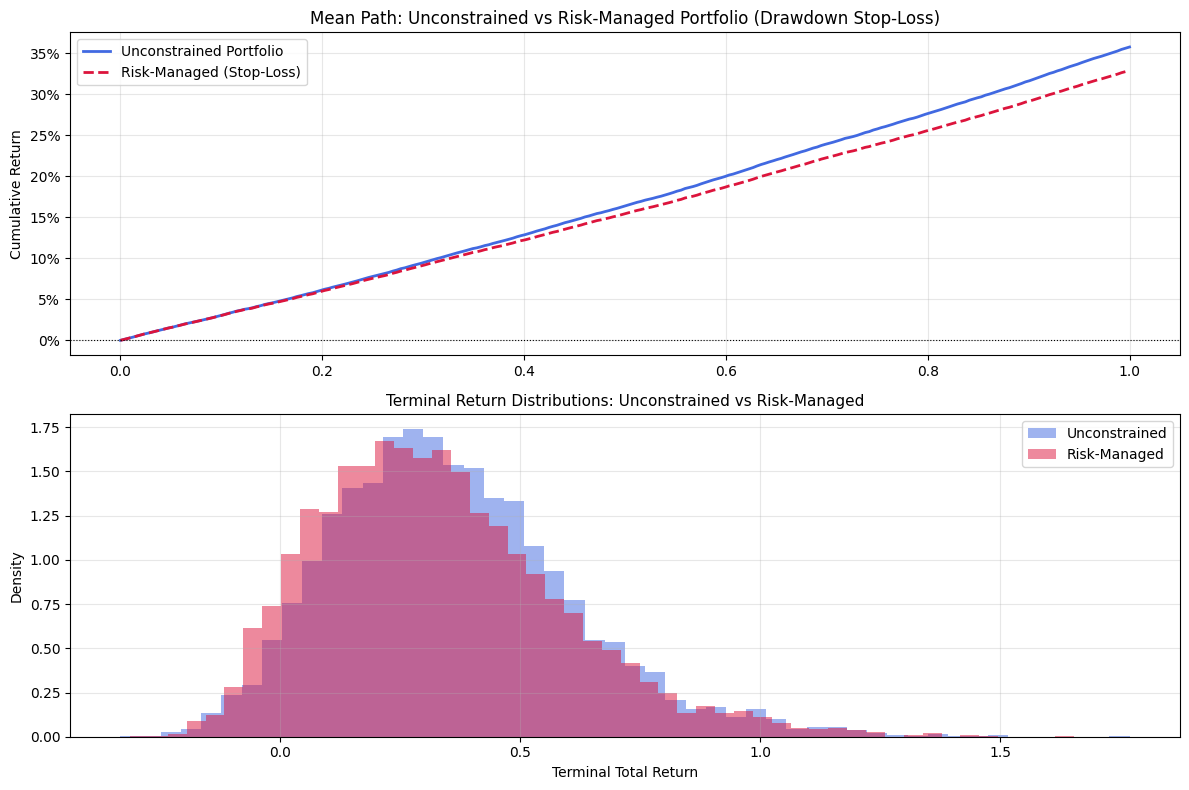 Mean Path: Unconstrained vs Risk-Managed Portfolio (Drawdown Stop-Loss)
Unconstrained Portfolio
Risk-Managed (Stop-Loss)
Cumulative Return
35%
30%
25%
20%
15%
10%
5%
0%
0.0 0.2 0.4 0.6 0.8 1.0
Terminal Return Distributions: Unconstrained vs Risk-Managed
Unconstrained
Risk-Managed
Density
1.75
1.50
1.25
1.00
0.75
0.50
0.25
0.00
0.0 0.5 1.0 1.5
Terminal Total Return